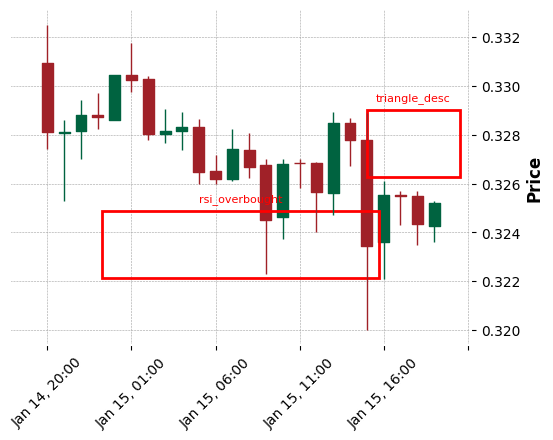 0.332
0.330
triangle_desc
0.328
0.326
rsi_overbought
0.324
0.322
0.320
Price
Jan 14, 20:00
Jan 15, 01:00
Jan 15, 06:00
Jan 15, 11:00
Jan 15, 16:00